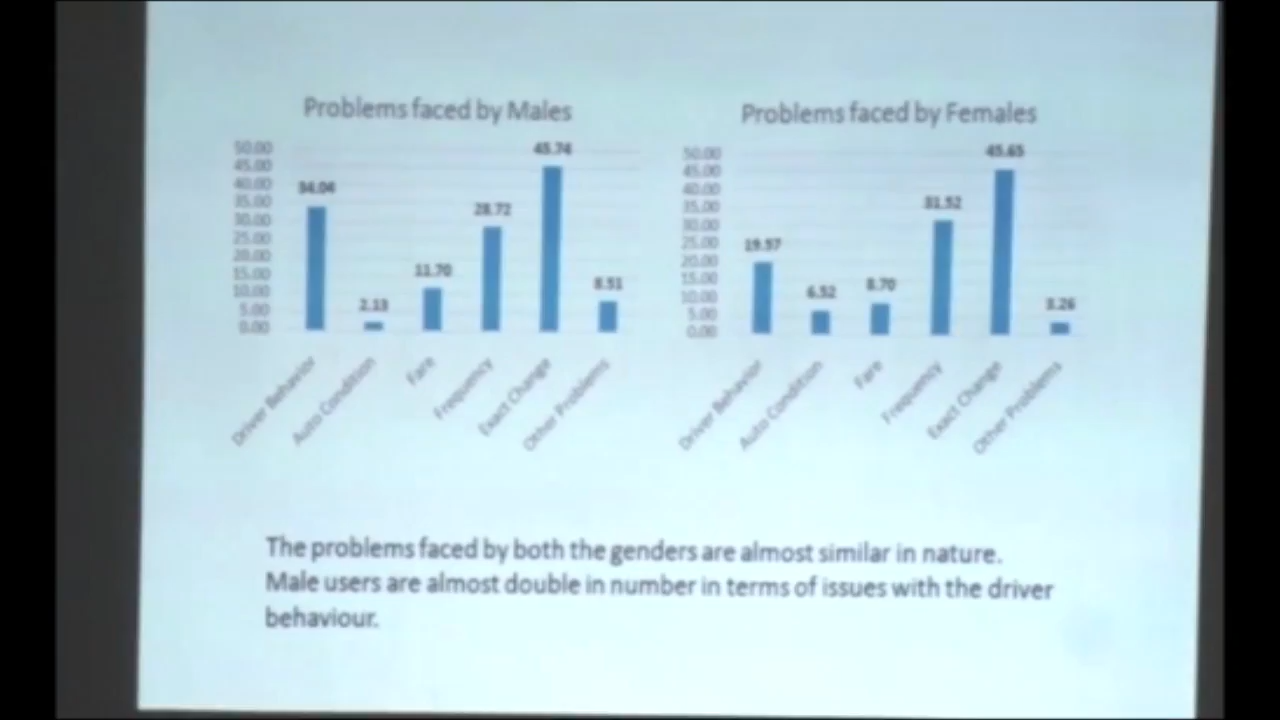 Problems faced by Males
50.00
45.00
40.00
35.00
30.00
25.00
20.00
15.00
10.00
5.00
0.00
34.04
2.13
11.70
28.72
45.74
8.51
Driver Behavior
Auto Condition
Fare
Frequency
Exact Change
Other Problems
Problems faced by Females
50.00
45.00
40.00
35.00
30.00
25.00
20.00
15.00
10.00
5.00
0.00
19.57
6.52
8.70
31.52
45.65
3.26
Driver Behavior
Auto Condition
Fare
Frequency
Exact Change
Other Problems
The problems faced by both the genders are almost similar in nature.
Male users are almost double in number in terms of issues with the driver
behaviour.